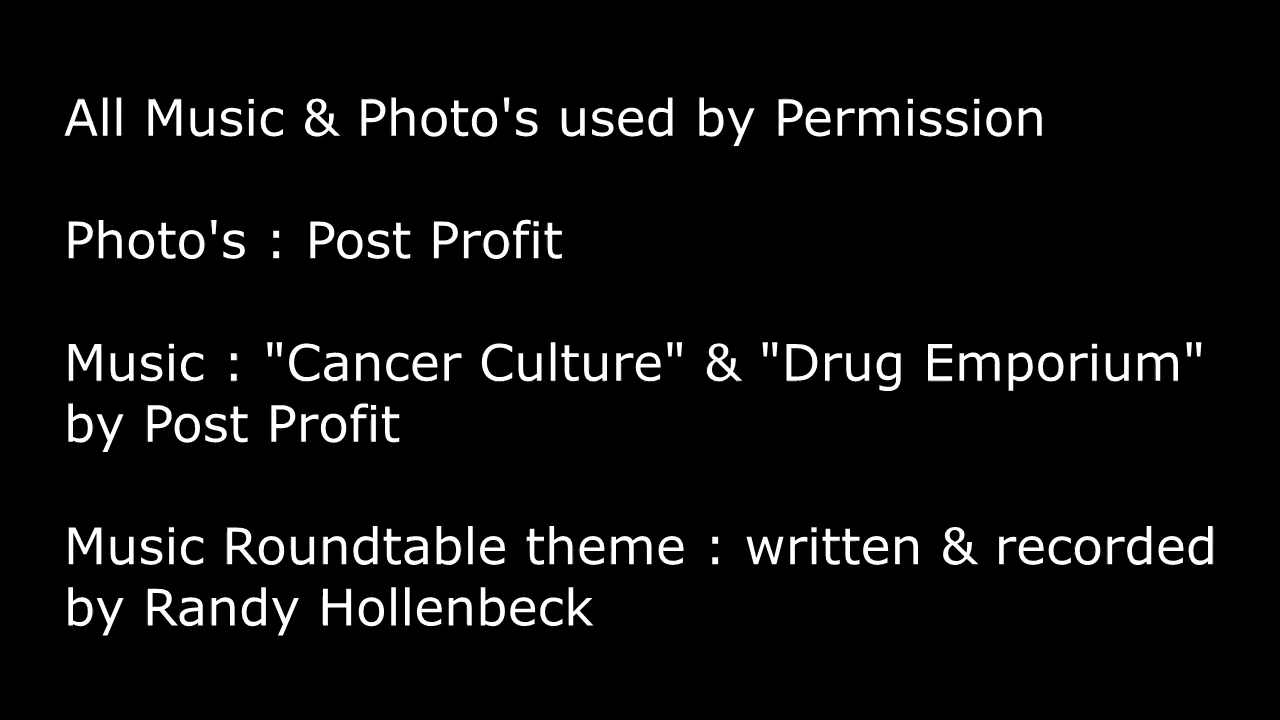 All Music & Photo's used by Permission
Photo's : Post Profit
Music : "Cancer Culture" & "Drug Emporium"
by Post Profit
Music Roundtable theme : written & recorded
by Randy Hollenbeck